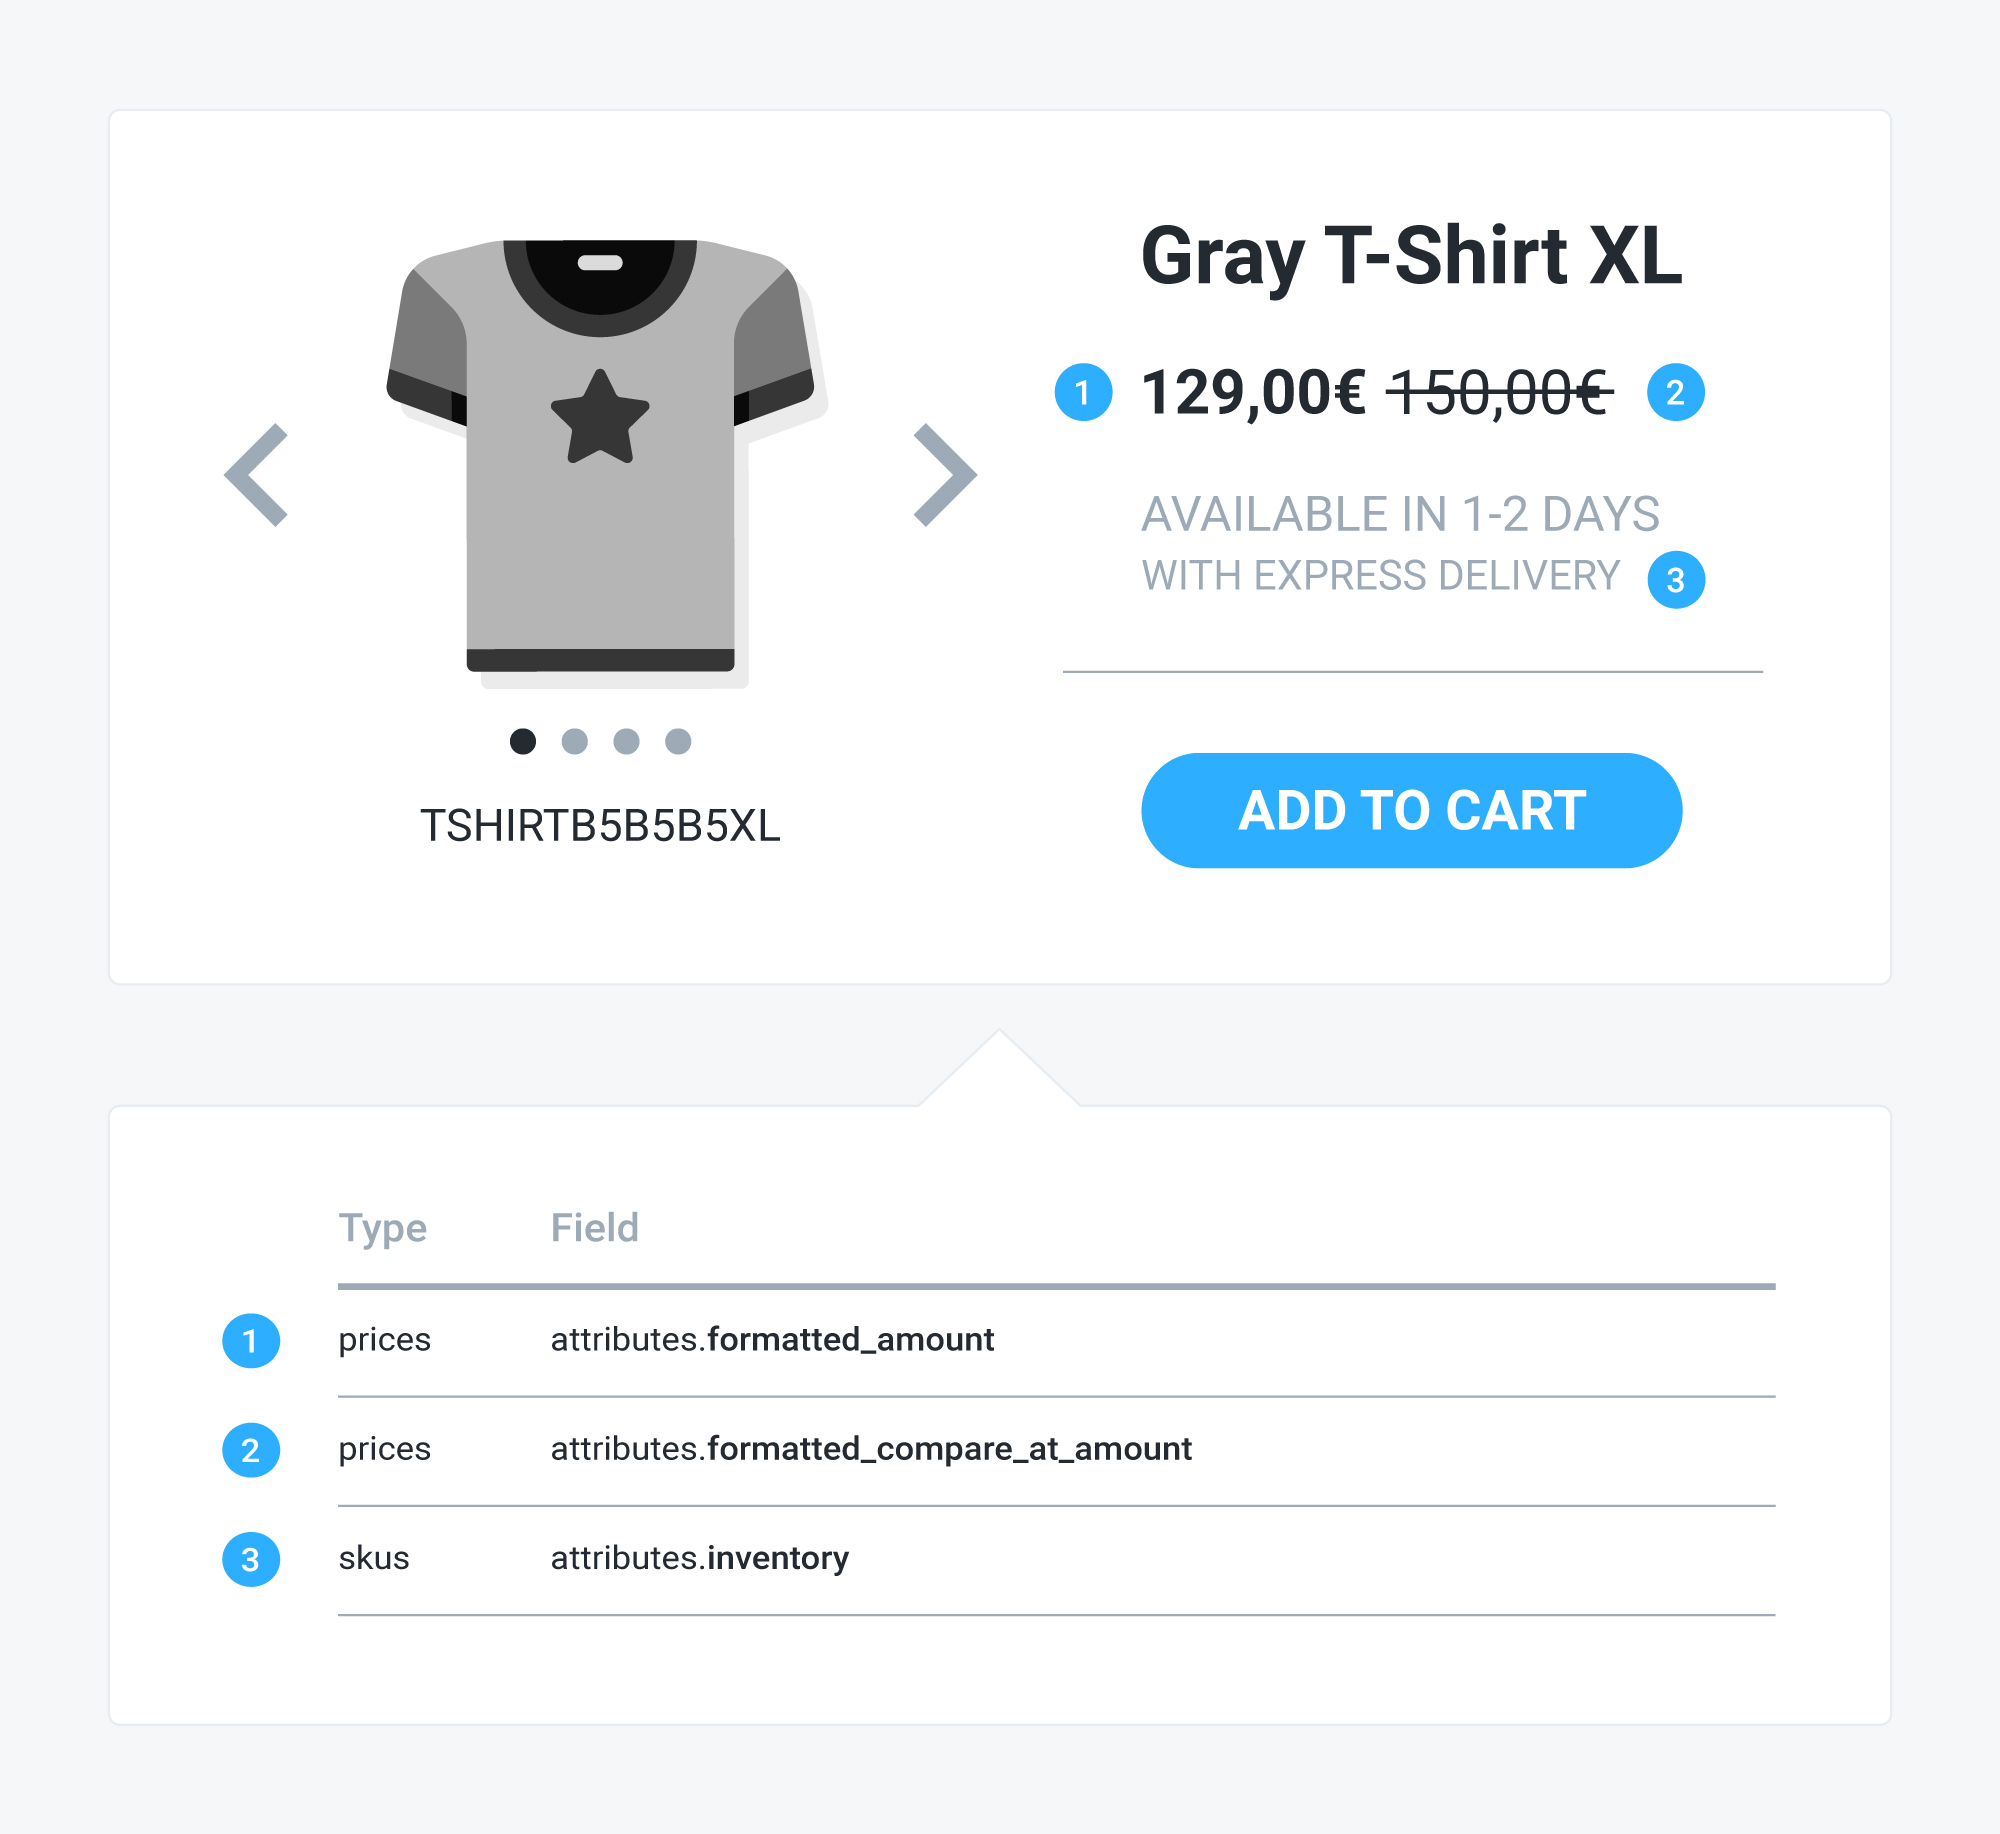 Gray T-Shirt XL
1 129,00€ 150,00€ 2
AVAILABLE IN 1-2 DAYS
WITH EXPRESS DELIVERY 3
ADD TO CART
TSHIRTB5B5B5XL
Type Field
1 prices attributes.formatted_amount
2 prices attributes.formatted_compare_at_amount
3 skus attributes.inventory